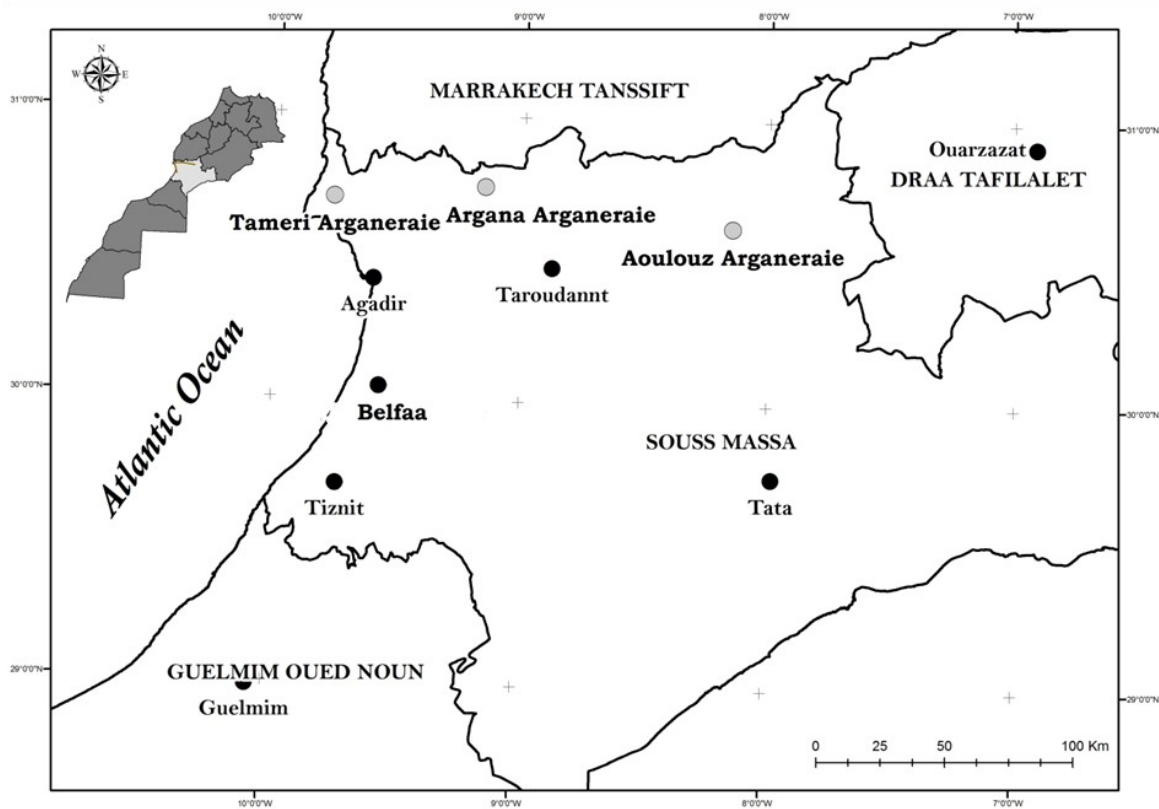 10°0'0"W
9°0'0"W
8°0'0"W
7°0'0"W
N
W
E
S
31°0'0"N
31°0'0"N
MARRAKECH TANSSIFT
Ouarzazat
DRAA TAFILALET
Tameri Arganeraie
Argana Arganeraie
Aoulouz Arganeraie
Agadir
Taroudannt
Atlantic Ocean
30°0'0"N
30°0'0"N
Belfaa
SOUSS MASSA
Tiznit
Tata
29°0'0"N
29°0'0"N
GUELMIM OUED NOUN
Guelmim
0 25 50 100 Km
10°0'0"W
9°0'0"W
8°0'0"W
7°0'0"W